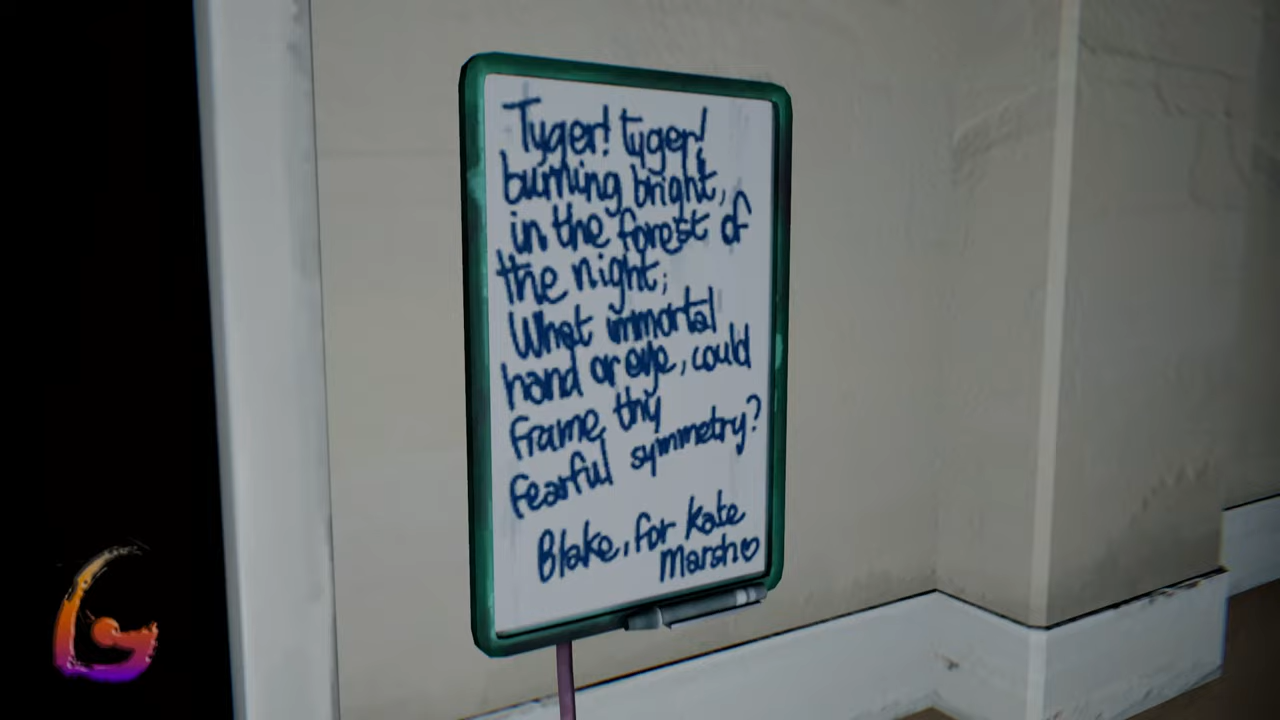 Tyger! tyger!
burning bright,
in the forest of
the night;
What immortal
hand or eye, could
frame thy
fearful symmetry?
Blake, for Kate
Marsh